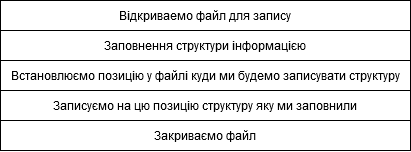 Відкриваемо файл для запису
Заповнення структури інформацією
Встановлюємо позицію у файлі куди ми будемо записувати структуру
Записуємо на цю позицію структуру яку ми заповнили
Закриваємо файл